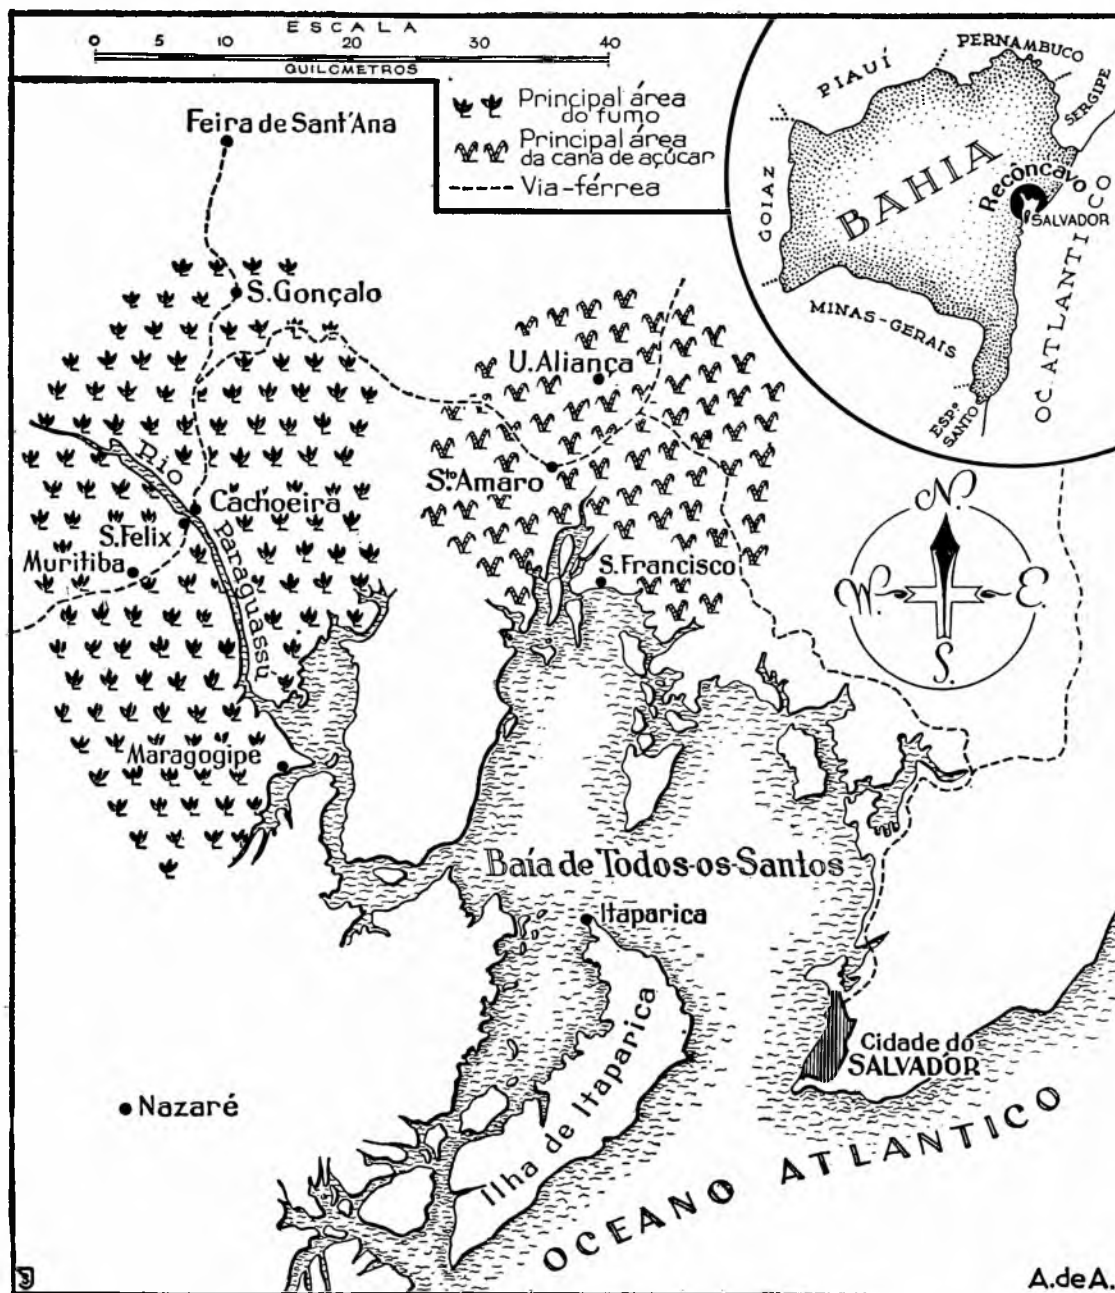 ESCALA
0 5 10 20 30 40
QUILOMETROS
Principal área
do fumo
Principal área
da cana de açúcar
Via-férrea
PIAUÍ
PERNAMBUCO
SERGIPE
GOIAZ
BAHIA
Recôncavo
SALVADOR
MINAS-GERAIS
ESPº
SANTO
OC. ATLANTICO
Feira de Sant'Ana
S. Gonçalo
U. Aliança
Sto. Amaro
Rio
Paraguassu
Cachoeira
S. Felix
Muritiba
S. Francisco
N.
W.
E.
S.
Maragogipe
Baía de Todos-os-Santos
Itaparica
Ilha de Itaparica
Cidade do
SALVADOR
Nazaré
OCEANO ATLANTICO
A. de A.